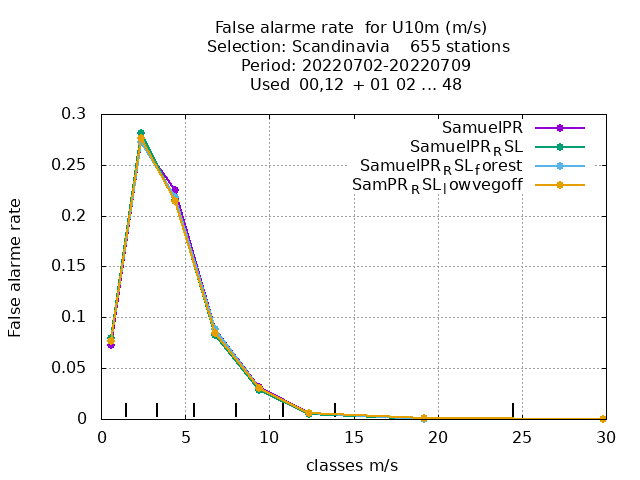 False alarme rate  for U10m (m/s)
Selection: Scandinavia    655 stations
Period: 20220702-20220709
Used  00,12  + 01 02 ... 48
0.3
0.25
0.2
0.15
0.1
0.05
0
False alarme rate
SamuelPR
SamuelPR_RSL
SamuelPR_RSL_forest
SamPR_RSL_lowvegoff
0 5 10 15 20 25 30
classes m/s